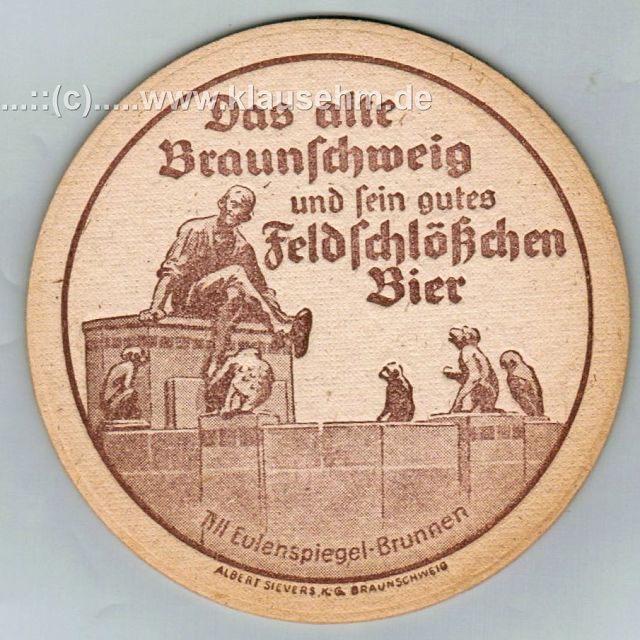 ...::(c).....www.klausehm.de
Das alte
Braunſchweig
und ſein gutes
Feldſchlößchen
Bier
Till Eulenspiegel-Brunnen
ALBERT SIEVERS, K.G. BRAUNSCHWEIG